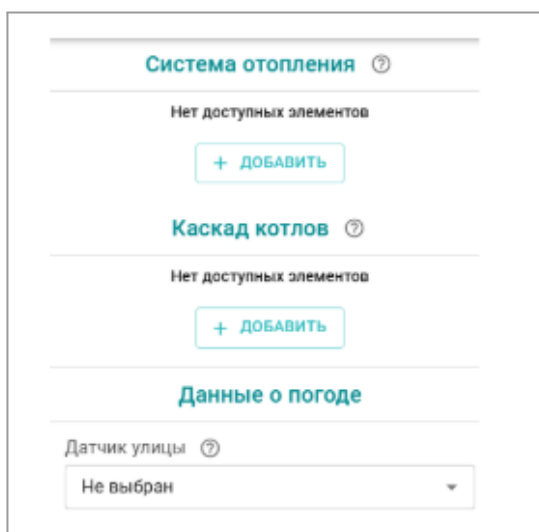 Система отопления
Нет доступных элементов
+ ДОБАВИТЬ
Каскад котлов
Нет доступных элементов
+ ДОБАВИТЬ
Данные о погоде
Датчик улицы
Не выбран